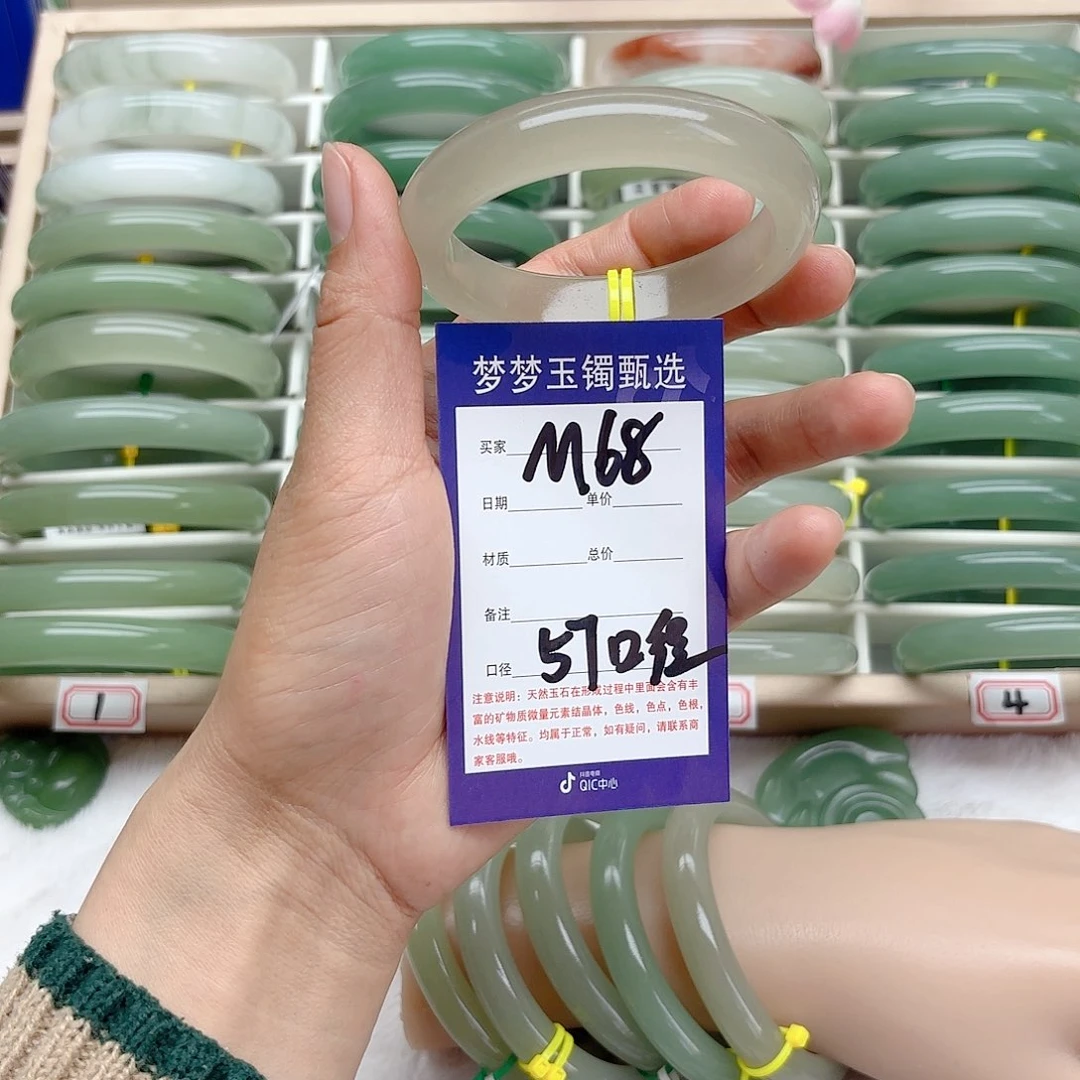 梦梦玉镯甄选
买家 M68
日期 单价
材质 总价
备注
口径 57口径
注意说明：天然玉石在形成过程中里面会含有丰
富的矿物质微量元素结晶体，色线，色点，色根，
水线等特征。均属于正常，如有疑问，请联系商
家客服哦。
抖音电商
QIC中心
1
4